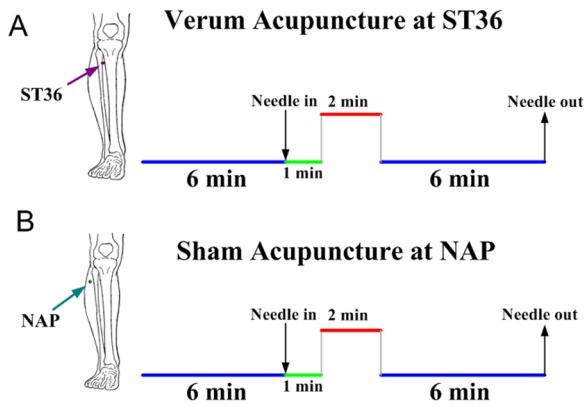 A
Verum Acupuncture at ST36
ST36
Needle in
2 min
Needle out
6 min
1 min
6 min
B
Sham Acupuncture at NAP
NAP
Needle in
2 min
Needle out
6 min
1 min
6 min